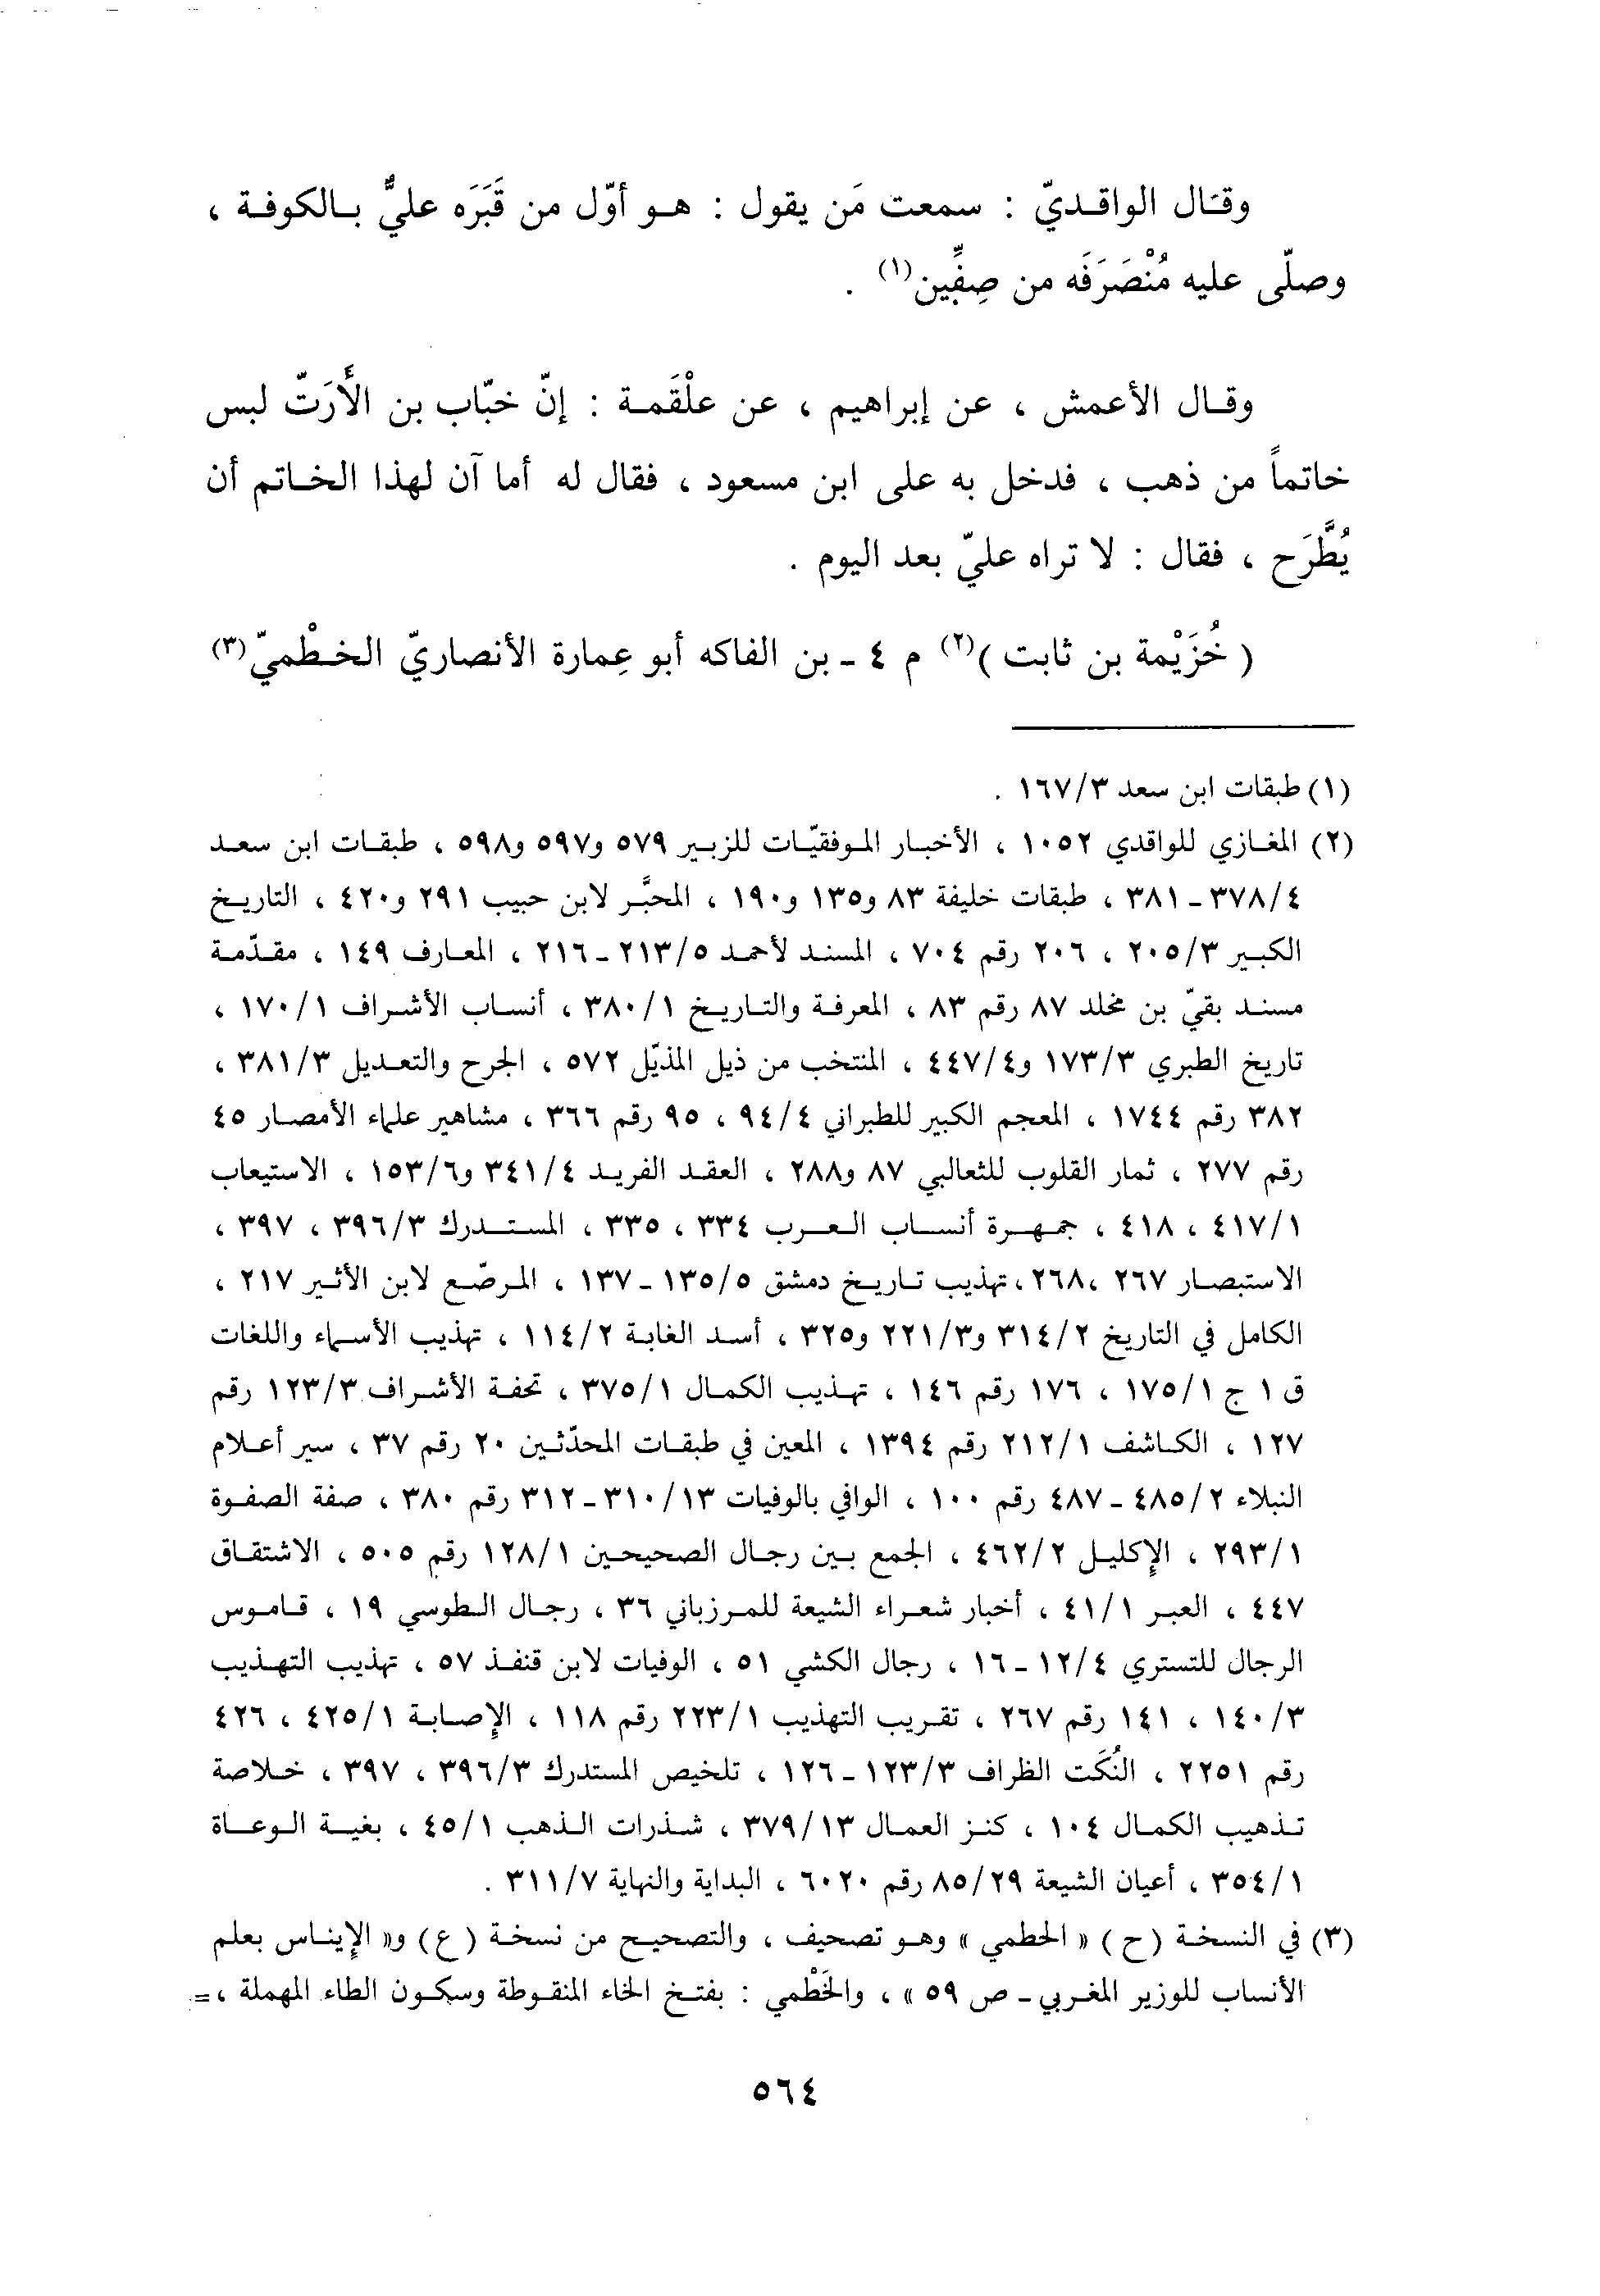 وقال الواقديّ : سمعت مَن يقول : هو أوّل من قَبَرَه عليٌّ بالكوفة ،
وصلّى عليه مُنْصَرَفَه من صِفِّين(١) .
وقال الأعمش ، عن إبراهيم ، عن علْقَمة : إنّ خبّاب بن الأَرَتّ لبس
خاتماً من ذهب ، فدخل به على ابن مسعود ، فقال له أما آن لهذا الخاتم أن
يُطَّرَح ، فقال : لا تراه عليّ بعد اليوم .
( خُزَيْمة بن ثابت )(٢) م ٤ ـ بن الفاكه أبو عِمارة الأنصاريّ الخطْميّ(٣)
(١) طبقات ابن سعد ١٦٧/٣ .
(٢) المغازي للواقدي ١٠٥٢ ، الأخبار الموفقيّات للزبير ٥٧٩ و٥٩٧ و٥٩٨ ، طبقات ابن سعد
٣٧٨/٤ ـ ٣٨١ ، طبقات خليفة ٨٣ و١٣٥ و١٩٠ ، المحبَّر لابن حبيب ٢٩١ و٤٢٠ ، التاريخ
الكبير ٢٠٥/٣ ، ٢٠٦ رقم ٧٠٤ ، المسند لأحمد ٢١٣/٥ ـ ٢١٦ ، المعارف ١٤٩ ، مقدّمة
مسند بقيّ بن مخلد ٨٧ رقم ٨٣ ، المعرفة والتاريخ ٣٨٠/١ ، أنساب الأشراف ١٧٠/١ ،
تاريخ الطبري ١٧٣/٣ و٤٤٧/٤ ، المنتخب من ذيل المذيّل ٥٧٢ ، الجرح والتعديل ٣٨١/٣ ،
٣٨٢ رقم ١٧٤٤ ، المعجم الكبير للطبراني ٩٤/٤ ، ٩٥ رقم ٣٦٦ ، مشاهير علماء الأمصار ٤٥
رقم ٢٧٧ ، ثمار القلوب للثعالبي ٨٧ و٢٨٨ ، العقد الفريد ٣٤١/٤ و١٥٣/٦ ، الاستيعاب
٤١٧/١ ، ٤١٨ ، جمهرة أنساب العرب ٣٣٤ ، ٣٣٥ ، المستدرك ٣٩٦/٣ ، ٣٩٧ ،
الاستبصار ٢٦٧ ،٢٦٨ ، تهذيب تاريخ دمشق ١٣٥/٥ ـ ١٣٧ ، المرصّع لابن الأثير ٢١٧ ،
الكامل في التاريخ ٣١٤/٢ و٢٢١/٣ و٣٢٥ ، أسد الغابة ١١٤/٢ ، تهذيب الأسماء واللغات
ق ١ ج ١٧٥/١ ، ١٧٦ رقم ١٤٦ ، تهذيب الكمال ٣٧٥/١ ، تحفة الأشراف ١٢٣/٣ رقم
١٢٧ ، الكاشف ٢١٢/١ رقم ١٣٩٤ ، المعين في طبقات المحدّثين ٢٠ رقم ٣٧ ، سير أعلام
النبلاء ٤٨٥/٢ ـ ٤٨٧ رقم ١٠٠ ، الوافي بالوفيات ٣١٠/١٣ ـ ٣١٢ رقم ٣٨٠ ، صفة الصفوة
٢٩٣/١ ، الإكليل ٤٦٢/٢ ، الجمع بين رجال الصحيحين ١٢٨/١ رقم ٥٠٥ ، الاشتقاق
٤٤٧ ، العبر ٤١/١ ، أخبار شعراء الشيعة للمرزباني ٣٦ ، رجال الطوسي ١٩ ، قاموس
الرجال للتستري ١٢/٤ ـ ١٦ ، رجال الكشي ٥١ ، الوفيات لابن قنفذ ٥٧ ، تهذيب التهذيب
١٤٠/٣ ، ١٤١ رقم ٢٦٧ ، تقريب التهذيب ٢٢٣/١ رقم ١١٨ ، الإصابة ٤٢٥/١ ، ٤٢٦
رقم ٢٢٥١ ، النُكَت الظراف ١٢٣/٣ ـ ١٢٦ ، تلخيص المستدرك ٣٩٦/٣ ، ٣٩٧ ، خلاصة
تذهيب الكمال ١٠٤ ، كنز العمال ٣٧٩/١٣ ، شذرات الذهب ٤٥/١ ، بغية الوعاة
٣٥٤/١ ، أعيان الشيعة ٨٥/٢٩ رقم ٦٠٢٠ ، البداية والنهاية ٣١١/٧ .
(٣) في النسخة (ح) « الحطمي » وهو تصحيف ، والتصحيح من نسخة (ع) و« الإيناس بعلم
الأنساب للوزير المغربي ـ ص ٥٩ » ، والخَطْمي : بفتح الخاء المنقوطة وسكون الطاء المهملة ، =
٥٦٤